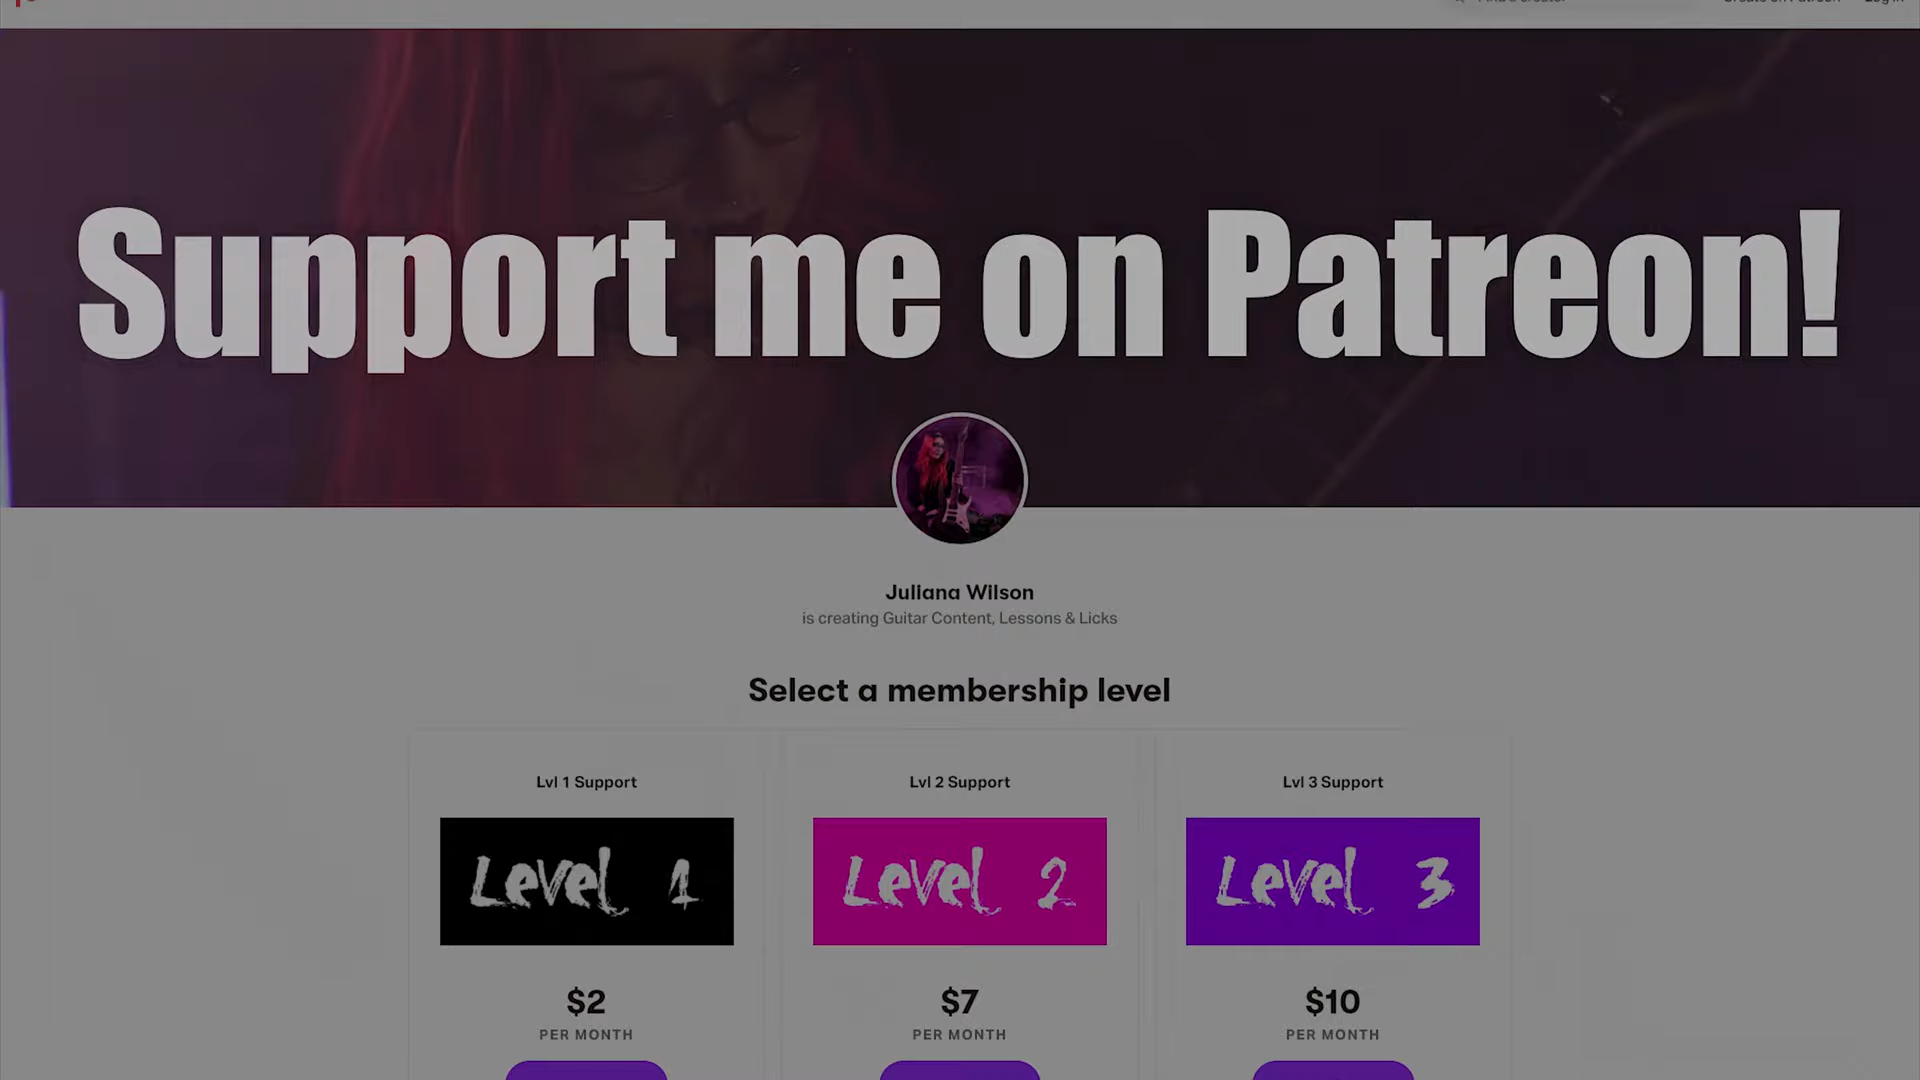 Support me on Patreon!
Juliana Wilson
is creating Guitar Content, Lessons & Licks
Select a membership level
Lvl 1 Support
Lvl 2 Support
Lvl 3 Support
Level 1
Level 2
Level 3
$2
$7
$10
PER MONTH
PER MONTH
PER MONTH